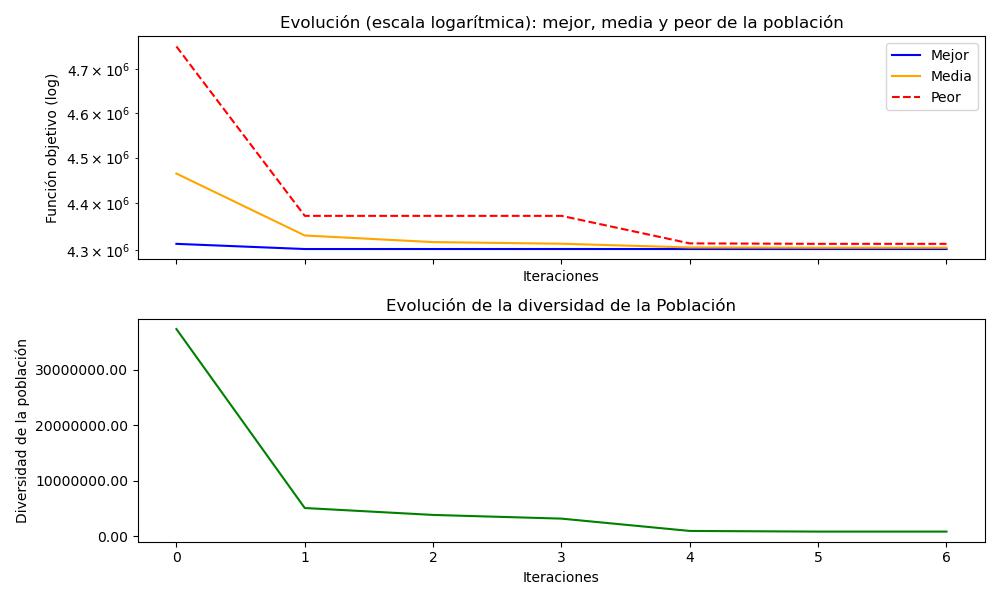 Evolución (escala logarítmica): mejor, media y peor de la población
Función objetivo (log)
4.7 × 10⁶
4.6 × 10⁶
4.5 × 10⁶
4.4 × 10⁶
4.3 × 10⁶
Mejor
Media
Peor
Iteraciones
Evolución de la diversidad de la Población
Diversidad de la población
30000000.00
20000000.00
10000000.00
0.00
0 1 2 3 4 5 6
Iteraciones